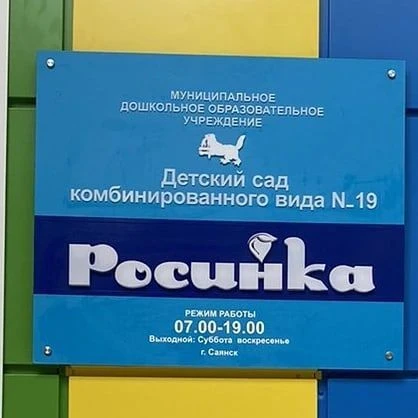 МУНИЦИПАЛЬНОЕ
ДОШКОЛЬНОЕ ОБРАЗОВАТЕЛЬНОЕ
УЧРЕЖДЕНИЕ
Детский сад
комбинированного вида №19
Росинка
РЕЖИМ РАБОТЫ
07.00-19.00
Выходной: Суббота воскресенье
г. Саянск